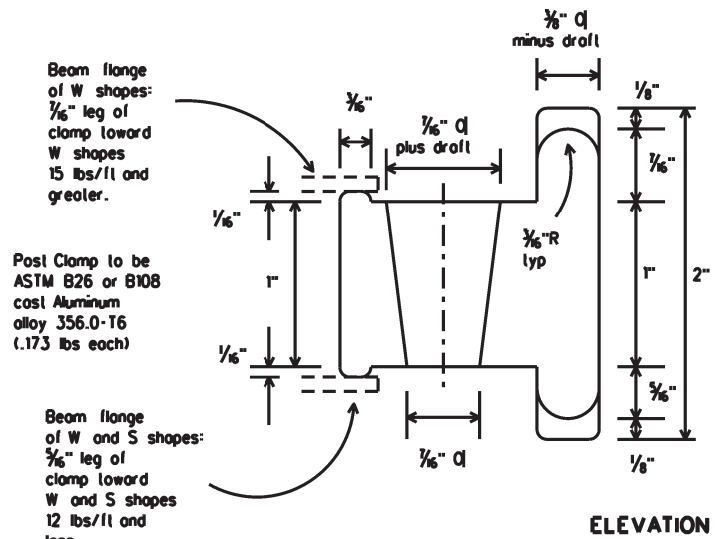 3/8" ⌀
minus draft
Beam flange
of W shapes:
7/16" leg of
clamp toward
W shapes
15 lbs/ft and
greater.
3/16"
7/16" ⌀
plus draft
1/8"
7/16"
1/16"
3/16"R
typ
Post Clamp to be
ASTM B26 or B108
cast Aluminum
alloy 356.0-T6
(.173 lbs each)
1"
1"
2"
1/16"
5/16"
Beam flange
of W and S shapes:
5/16" leg of
clamp toward
W and S shapes
12 lbs/ft and
7/16" ⌀
1/8"
ELEVATION